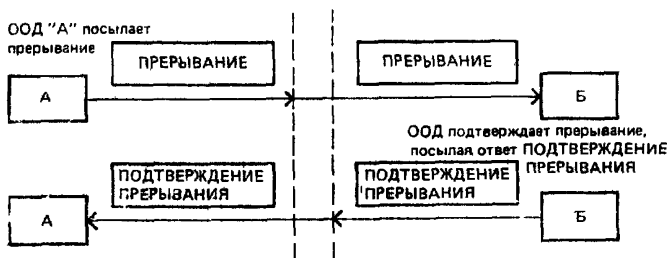 ООД "А" посылает
прерывание
ПРЕРЫВАНИЕ
ПРЕРЫВАНИЕ
А
Б
ООД подтверждает прерывание,
посылая ответ ПОДТВЕРЖДЕНИЕ
ПРЕРЫВАНИЯ
ПОДТВЕРЖДЕНИЕ
ПРЕРЫВАНИЯ
ПОДТВЕРЖДЕНИЕ
ПРЕРЫВАНИЯ
А
Б